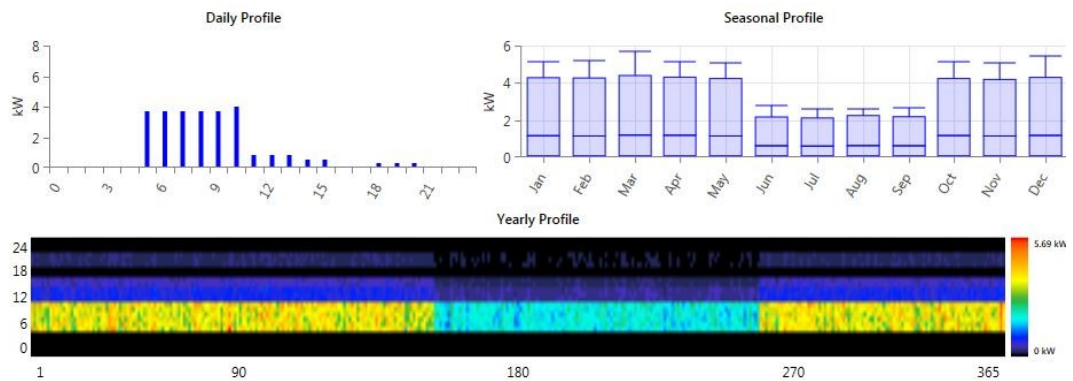 Daily Profile
8
6
4
2
0
kW
0 3 6 9 12 15 18 21
Seasonal Profile
6
4
2
0
kW
Jan Feb Mar Apr May Jun Jul Aug Sep Oct Nov Dec
Yearly Profile
24
18
12
6
0
1 90 180 270 365
5.69 kW
0 kW